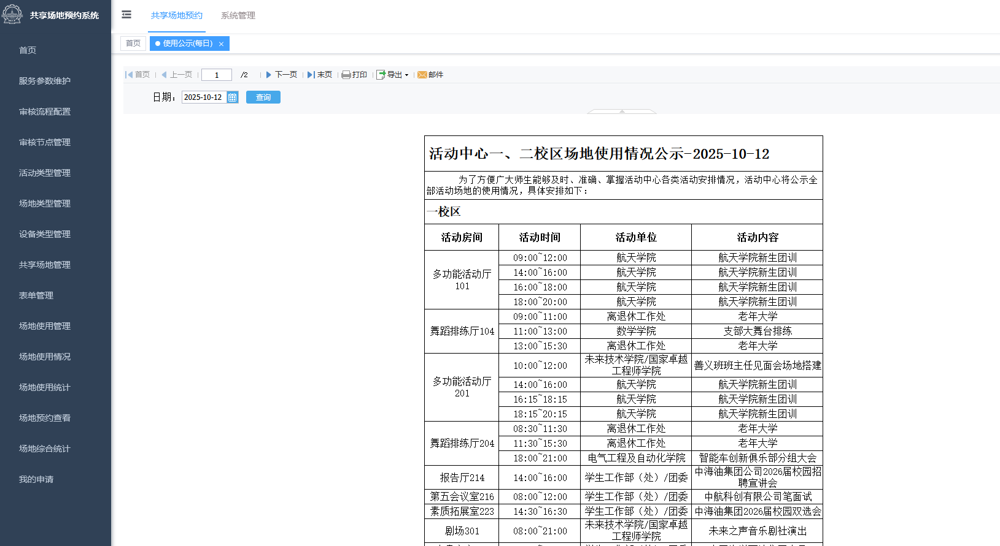 共享场地预约系统
共享场地预约 系统管理
首页 使用公示(每日) ×
首页
服务参数维护
审核流程配置
审核节点管理
活动类型管理
场地类型管理
设备类型管理
共享场地管理
表单管理
场地使用管理
场地使用情况
场地使用统计
场地预约查看
场地综合统计
我的申请
首页 上一页 1 /2 下一页 末页 打印 导出 邮件
日期： 2025-10-12 查询
活动中心一、二校区场地使用情况公示-2025-10-12
为了方便广大师生能够及时、准确、掌握活动中心各类活动安排情况，活动中心将公示全
部活动场地的使用情况，具体安排如下：
一校区
活动房间 活动时间 活动单位 活动内容
多功能活动厅
101
09:00~12:00 航天学院 航天学院新生团训
14:00~16:00 航天学院 航天学院新生团训
16:00~18:00 航天学院 航天学院新生团训
18:00~20:00 航天学院 航天学院新生团训
舞蹈排练厅104
09:00~11:00 离退休工作处 老年大学
11:00~13:00 数学学院 支部大舞台排练
13:00~15:30 离退休工作处 老年大学
多功能活动厅
201
10:00~12:00 未来技术学院/国家卓越
工程师学院 善义班班主任见面会场地搭建
14:00~16:00 航天学院 航天学院新生团训
16:15~18:15 航天学院 航天学院新生团训
18:15~20:15 航天学院 航天学院新生团训
舞蹈排练厅204
08:30~11:30 离退休工作处 老年大学
11:30~15:30 离退休工作处 老年大学
18:00~21:00 电气工程及自动化学院 智能车创新俱乐部分组大会
报告厅214 14:00~16:00 学生工作部（处）/团委 中海油集团公司2026届校园招
聘宣讲会
第五会议室216 08:00~12:00 学生工作部（处）/团委 中航科创有限公司笔面试
素质拓展室223 14:30~16:30 学生工作部（处）/团委 中海油集团2026届校园双选会
剧场301 08:00~21:00 未来技术学院/国家卓越
工程师学院 未来之声音乐剧社演出